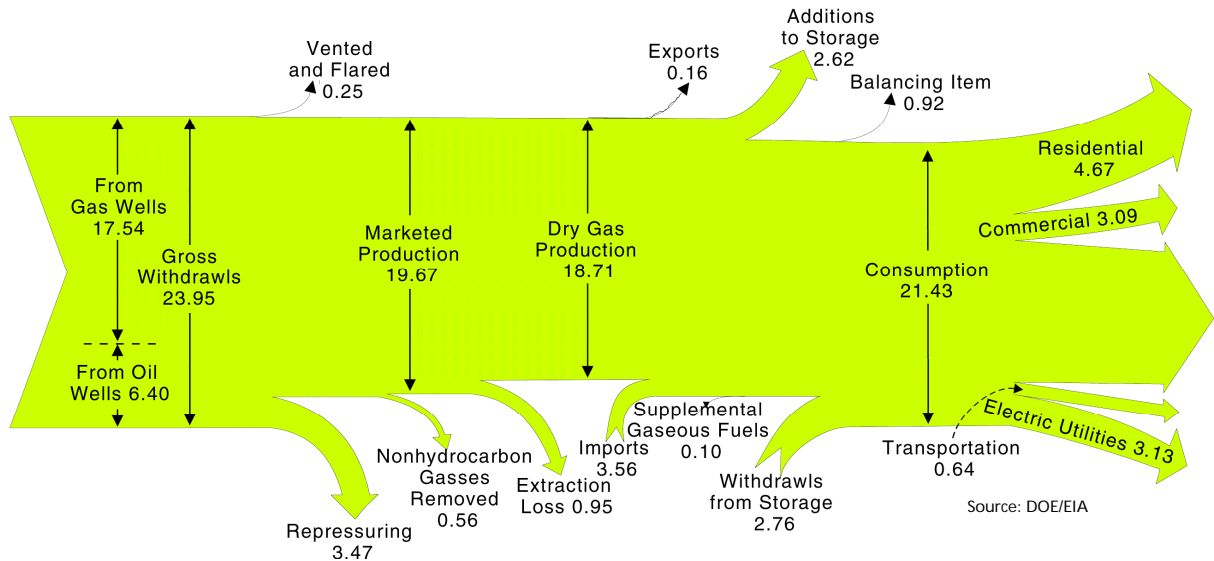 Vented
and Flared
0.25
Exports
0.16
Additions
to Storage
2.62
Balancing Item
0.92
From
Gas Wells
17.54
Gross
Withdrawls
23.95
From Oil
Wells 6.40
Marketed
Production
19.67
Dry Gas
Production
18.71
Consumption
21.43
Residential
4.67
Commercial 3.09
Electric Utilities 3.13
Transportation
0.64
Repressuring
3.47
Nonhydrocarbon
Gasses
Removed
0.56
Extraction
Loss 0.95
Imports
3.56
Supplemental
Gaseous Fuels
0.10
Withdrawls
from Storage
2.76
Source: DOE/EIA